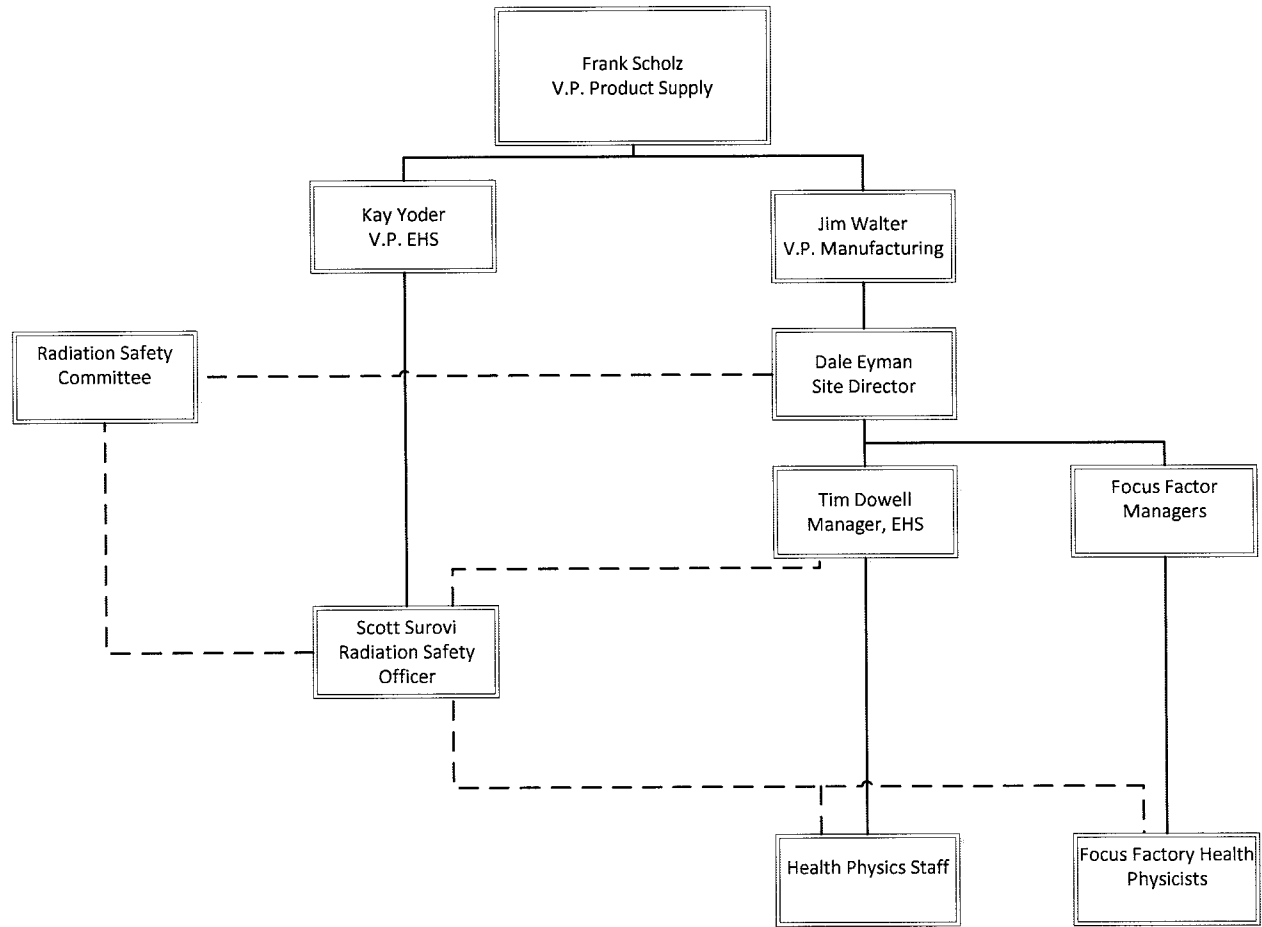 Frank Scholz
V.P. Product Supply
Kay Yoder
V.P. EHS
Jim Walter
V.P. Manufacturing
Radiation Safety
Committee
Dale Eyman
Site Director
Tim Dowell
Manager, EHS
Focus Factor
Managers
Scott Surovi
Radiation Safety
Officer
Health Physics Staff
Focus Factory Health
Physicists